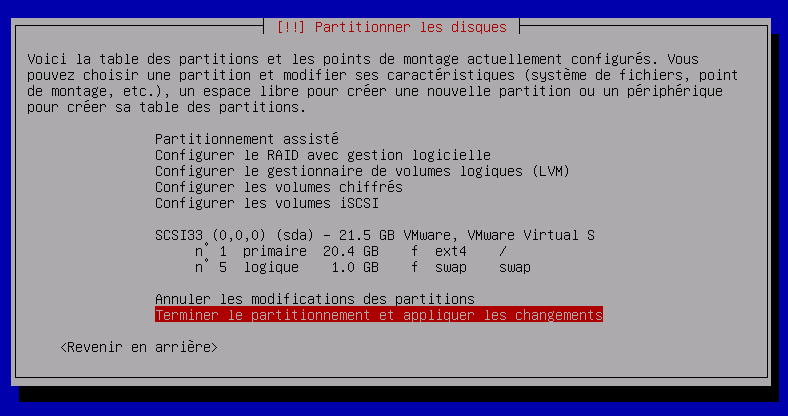 [!!] Partitionner les disques
Voici la table des partitions et les points de montage actuellement configurés. Vous
pouvez choisir une partition et modifier ses caractéristiques (système de fichiers, point
de montage, etc.), un espace libre pour créer une nouvelle partition ou un périphérique
pour créer sa table des partitions.
Partitionnement assisté
Configurer le RAID avec gestion logicielle
Configurer le gestionnaire de volumes logiques (LVM)
Configurer les volumes chiffrés
Configurer les volumes iSCSI
SCSI33 (0,0,0) (sda) - 21.5 GB VMware, VMware Virtual S
n° 1 primaire 20.4 GB f ext4 /
n° 5 logique 1.0 GB f swap swap
Annuler les modifications des partitions
Terminer le partitionnement et appliquer les changements
<Revenir en arrière>